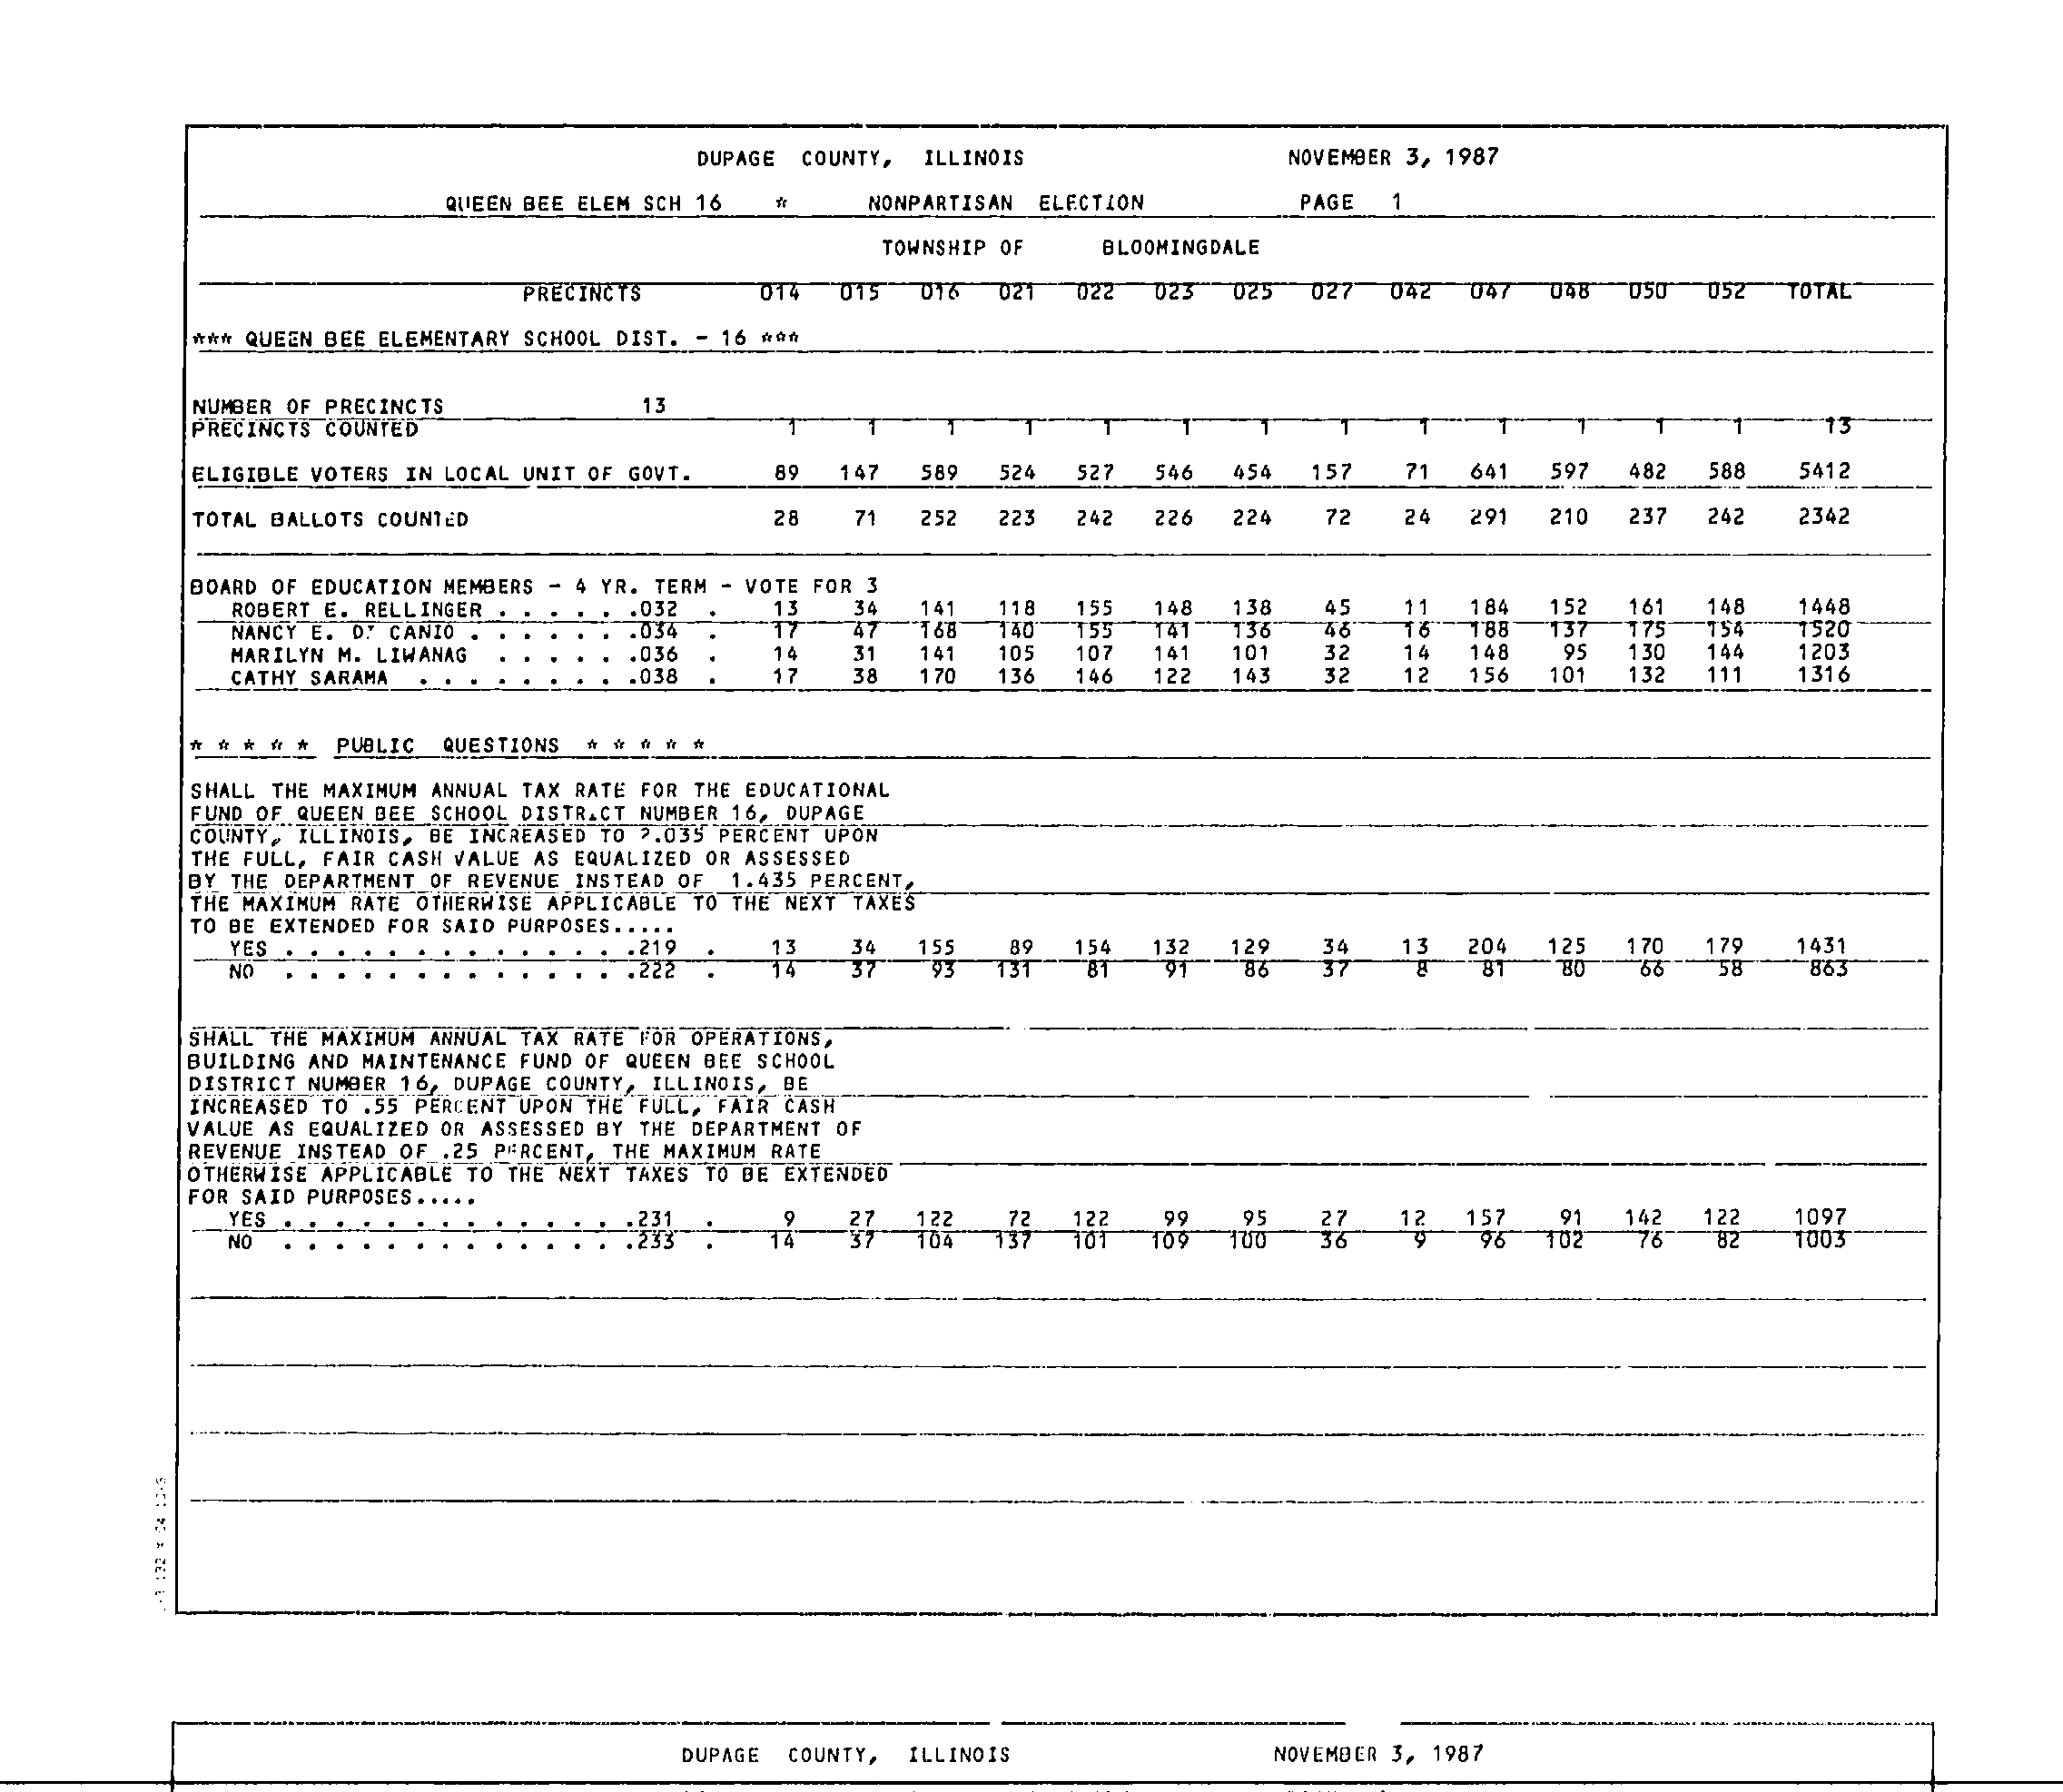 DUPAGE COUNTY, ILLINOIS NOVEMBER 3, 1987
QUEEN BEE ELEM SCH 16 * NONPARTISAN ELECTION PAGE 1
TOWNSHIP OF BLOOMINGDALE
PRECINCTS 014 015 016 021 022 023 025 027 042 047 048 050 052 TOTAL
*** QUEEN BEE ELEMENTARY SCHOOL DIST. - 16 ***
NUMBER OF PRECINCTS 13
PRECINCTS COUNTED 1 1 1 1 1 1 1 1 1 1 1 1 1 13
ELIGIBLE VOTERS IN LOCAL UNIT OF GOVT. 89 147 589 524 527 546 454 157 71 641 597 482 588 5412
TOTAL BALLOTS COUNTED 28 71 252 223 242 226 224 72 24 291 210 237 242 2342
BOARD OF EDUCATION MEMBERS - 4 YR. TERM - VOTE FOR 3
ROBERT E. RELLINGER . . . . . .032 . 13 34 141 118 155 148 138 45 11 184 152 161 148 1448
NANCY E. D' CANIO . . . . . . .034 . 17 47 168 140 155 141 136 46 16 188 137 175 154 1520
MARILYN M. LIWANAG . . . . . .036 . 14 31 141 105 107 141 101 32 14 148 95 130 144 1203
CATHY SARAMA . . . . . . . . .038 . 17 38 170 136 146 122 143 32 12 156 101 132 111 1316
* * * * * PUBLIC QUESTIONS * * * * *
SHALL THE MAXIMUM ANNUAL TAX RATE FOR THE EDUCATIONAL
FUND OF QUEEN BEE SCHOOL DISTRICT NUMBER 16, DUPAGE
COUNTY, ILLINOIS, BE INCREASED TO 2.035 PERCENT UPON
THE FULL, FAIR CASH VALUE AS EQUALIZED OR ASSESSED
BY THE DEPARTMENT OF REVENUE INSTEAD OF 1.435 PERCENT,
THE MAXIMUM RATE OTHERWISE APPLICABLE TO THE NEXT TAXES
TO BE EXTENDED FOR SAID PURPOSES.....
YES . . . . . . . . . . . . . .219 . 13 34 155 89 154 132 129 34 13 204 125 170 179 1431
NO . . . . . . . . . . . . . .222 . 14 37 93 131 81 91 86 37 8 81 80 66 58 863
SHALL THE MAXIMUM ANNUAL TAX RATE FOR OPERATIONS,
BUILDING AND MAINTENANCE FUND OF QUEEN BEE SCHOOL
DISTRICT NUMBER 16, DUPAGE COUNTY, ILLINOIS, BE
INCREASED TO .55 PERCENT UPON THE FULL, FAIR CASH
VALUE AS EQUALIZED OR ASSESSED BY THE DEPARTMENT OF
REVENUE INSTEAD OF .25 PERCENT, THE MAXIMUM RATE
OTHERWISE APPLICABLE TO THE NEXT TAXES TO BE EXTENDED
FOR SAID PURPOSES.....
YES . . . . . . . . . . . . . .231 . 9 27 122 72 122 99 95 27 12 157 91 142 122 1097
NO . . . . . . . . . . . . . .233 . 14 37 104 137 101 109 100 36 9 96 102 76 82 1003
DUPAGE COUNTY, ILLINOIS NOVEMBER 3, 1987